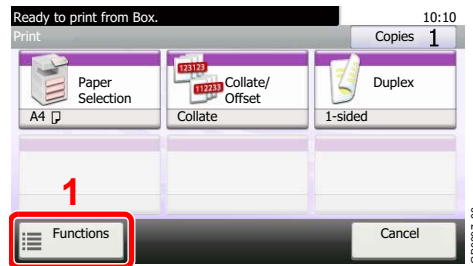 Ready to print from Box.
10:10
Print
Copies 1
123123
112233
Paper
Selection
Collate/
Offset
Duplex
A4
Collate
1-sided
1
Functions
Cancel